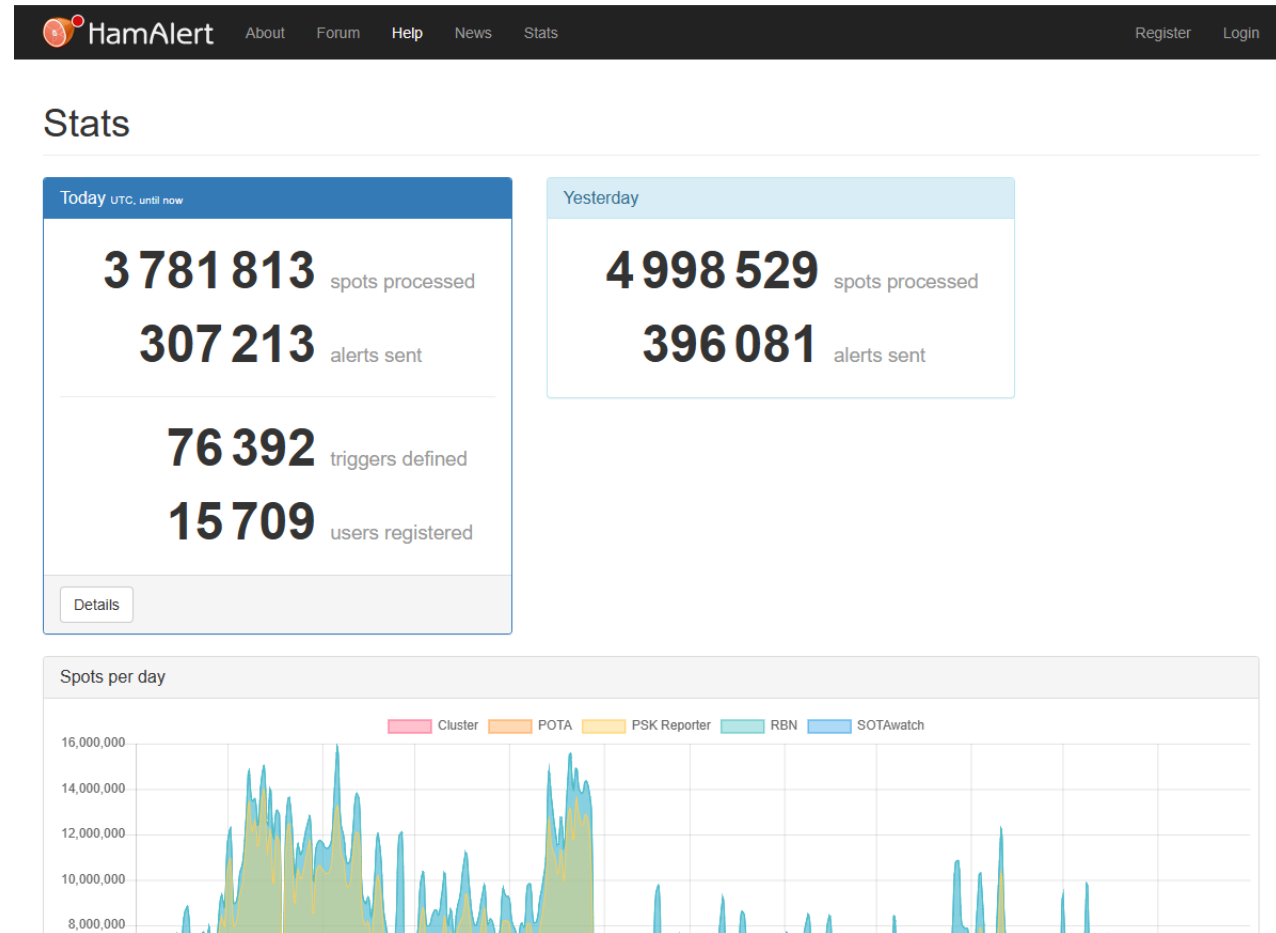 HamAlert About Forum Help News Stats Register Login
Stats
Today UTC, until now
3 781 813 spots processed
307 213 alerts sent
76 392 triggers defined
15 709 users registered
Details
Yesterday
4 998 529 spots processed
396 081 alerts sent
Spots per day
Cluster POTA PSK Reporter RBN SOTAwatch
16,000,000
14,000,000
12,000,000
10,000,000
8,000,000